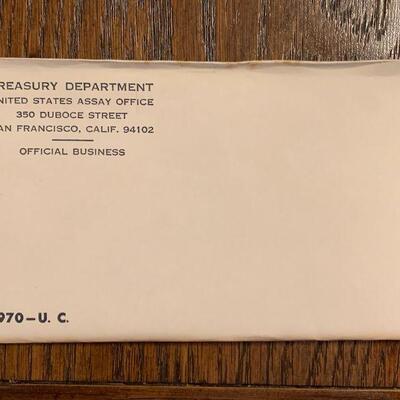 REASURY DEPARTMENT
NITED STATES ASSAY OFFICE
350 DUBOCE STREET
AN FRANCISCO, CALIF. 94102
OFFICIAL BUSINESS
970-U. C.